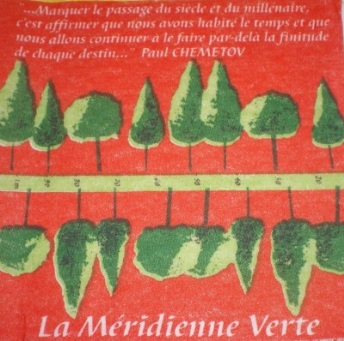 ...Marquer le passage du siècle et du millénaire,
c'est affirmer que nous avons habité le temps et que
nous allons continuer à le faire par-delà la finitude
de chaque destin..." Paul CHEMETOV
La Méridienne Verte